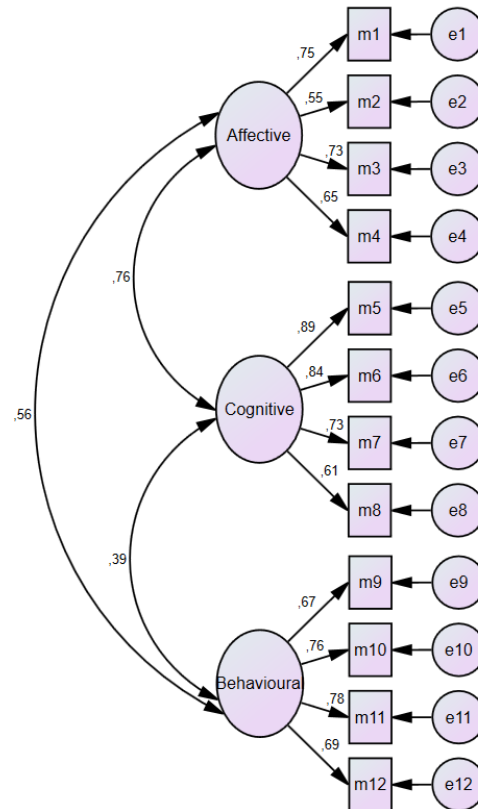 m1 e1
,75
m2 e2
,55
Affective
m3 e3
,73
m4 e4
,65
,76
m5 e5
,89
m6 e6
,84
Cognitive
,56
m7 e7
,73
m8 e8
,61
,39
m9 e9
,67
m10 e10
,76
Behavioural
m11 e11
,78
m12 e12
,69